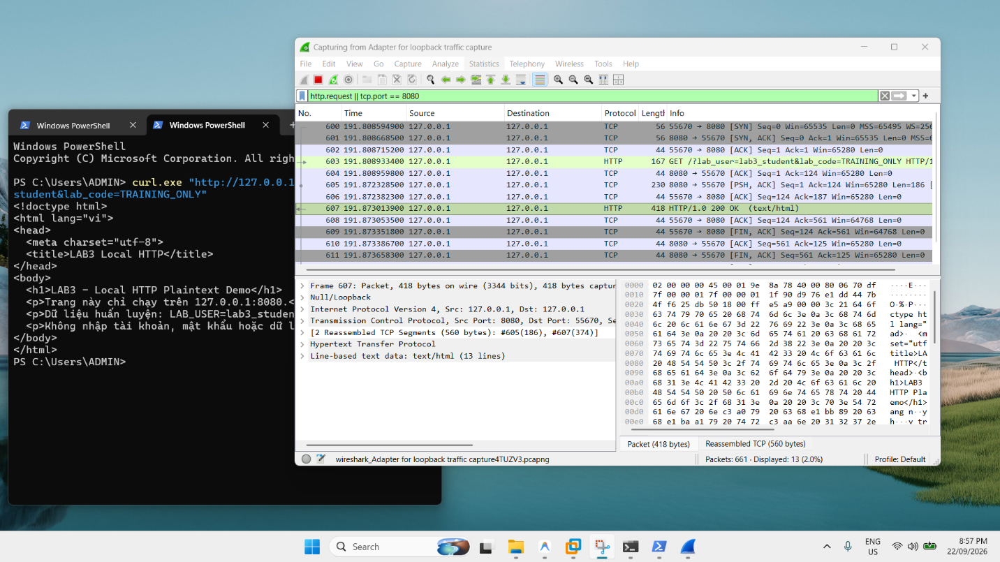 Windows PowerShell
Windows PowerShell
Windows PowerShell
Copyright (C) Microsoft Corporation. All righ
PS C:\Users\ADMIN> curl.exe "http://127.0.0.1
student&lab_code=TRAINING_ONLY"
<!doctype html>
<html lang="vi">
<head>
  <meta charset="utf-8">
  <title>LAB3 Local HTTP</title>
</head>
<body>
  <h1>LAB3 - Local HTTP Plaintext Demo</h1>
  <p>Trang này chỉ chạy trên 127.0.0.1:8080.<
  <p>Dữ liệu huấn luyện: LAB_USER=lab3_studen
  <p>Không nhập tài khoản, mật khẩu hoặc dữ l
</body>
</html>
PS C:\Users\ADMIN>
Capturing from Adapter for loopback traffic capture
File Edit View Go Capture Analyze Statistics Telephony Wireless Tools Help
http.request || tcp.port == 8080
No. Time Source Destination Protocol Length Info
600 191.808594900 127.0.0.1 127.0.0.1 TCP 56 55670 → 8080 [SYN] Seq=0 Win=65535 Len=0 MSS=65495 WS=256
601 191.808668500 127.0.0.1 127.0.0.1 TCP 56 8080 → 55670 [SYN, ACK] Seq=0 Ack=1 Win=65535 Len=0 MSS=6
602 191.808715200 127.0.0.1 127.0.0.1 TCP 44 55670 → 8080 [ACK] Seq=1 Ack=1 Win=65280 Len=0
603 191.808933400 127.0.0.1 127.0.0.1 HTTP 167 GET /?lab_user=lab3_student&lab_code=TRAINING_ONLY HTTP/1
604 191.808959800 127.0.0.1 127.0.0.1 TCP 44 8080 → 55670 [ACK] Seq=1 Ack=124 Win=65280 Len=0
605 191.872328500 127.0.0.1 127.0.0.1 TCP 230 8080 → 55670 [PSH, ACK] Seq=1 Ack=124 Win=65280 Len=186 [
606 191.872382300 127.0.0.1 127.0.0.1 TCP 44 55670 → 8080 [ACK] Seq=124 Ack=187 Win=65280 Len=0
607 191.873013900 127.0.0.1 127.0.0.1 HTTP 418 HTTP/1.0 200 OK  (text/html)
608 191.873053500 127.0.0.1 127.0.0.1 TCP 44 55670 → 8080 [ACK] Seq=124 Ack=561 Win=64768 Len=0
609 191.873351800 127.0.0.1 127.0.0.1 TCP 44 55670 → 8080 [FIN, ACK] Seq=124 Ack=561 Win=64768 Len=0
610 191.873386700 127.0.0.1 127.0.0.1 TCP 44 8080 → 55670 [ACK] Seq=561 Ack=125 Win=65280 Len=0
611 191.873658300 127.0.0.1 127.0.0.1 TCP 44 8080 → 55670 [FIN, ACK] Seq=561 Ack=125 Win=65280 Len=0
Frame 607: Packet, 418 bytes on wire (3344 bits), 418 bytes captur
Null/Loopback
Internet Protocol Version 4, Src: 127.0.0.1, Dst: 127.0.0.1
Transmission Control Protocol, Src Port: 8080, Dst Port: 55670, Se
[2 Reassembled TCP Segments (560 bytes): #605(186), #607(374)]
Hypertext Transfer Protocol
Line-based text data: text/html (13 lines)
0000 02 00 00 00 45 00 01 9e 8a 78 40 00 80 06 70 df ····E···
0010 7f 00 00 01 7f 00 00 01 1f 90 d9 76 e1 dd 44 7b ········
0020 4f f6 25 db 50 18 00 ff e5 a9 00 00 3c 21 64 6f O·%·P···
0030 63 74 79 70 65 20 68 74 6d 6c 3e 0a 3c 68 74 6d ctype ht
0040 6c 20 6c 61 6e 67 3d 22 76 69 22 3e 0a 3c 68 65 l lang="
0050 61 64 3e 0a 20 20 3c 6d 65 74 61 20 63 68 61 72 ad>·  <m
0060 73 65 74 3d 22 75 74 66 2d 38 22 3e 0a 20 20 3c set="utf
0070 74 69 74 6c 65 3e 4c 41 42 33 20 4c 6f 63 61 6c title>LA
0080 20 48 54 54 50 3c 2f 74 69 74 6c 65 3e 0a 3c 2f HTTP</t
0090 68 65 61 64 3e 0a 3c 62 6f 64 79 3e 0a 20 20 3c head>·<b
00a0 68 31 3e 4c 41 42 33 20 2d 20 4c 6f 63 61 6c 20 h1>LAB3
00b0 48 54 54 50 20 50 6c 61 69 6e 74 65 78 74 20 44 HTTP Pla
00c0 65 6d 6f 3c 2f 68 31 3e 0a 20 20 3c 70 3e 54 72 emo</h1>
00d0 61 6e 67 20 6e c3 a0 79 20 63 68 e1 bb 89 20 63 ang n··y
00e0 68 e1 ba a1 79 20 74 72 c3 aa 6e 20 31 32 37 2e h···y tr
Packet (418 bytes) Reassembled TCP (560 bytes)
wireshark_Adapter for loopback traffic capture4TUZV3.pcapng Packets: 661 · Displayed: 13 (2.0%) Profile: Default
Search
ENG
US
8:57 PM
22/09/2026